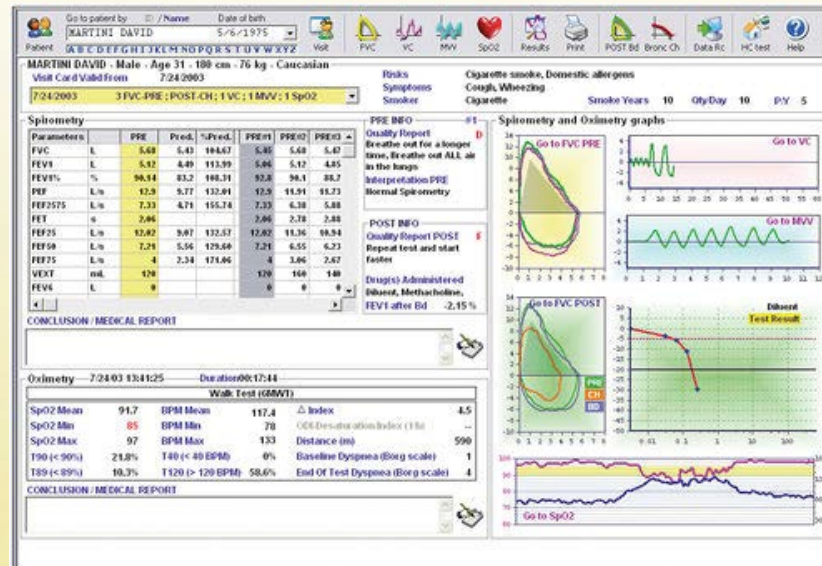 Go to patient by ID / Name Date of birth
MARTINI DAVID 5/6/1975
A B C D E F G H I J K L M N O P Q R S T U V W X Y Z
Patient Visit FVC VC MVV SpO2 Results Print POST Bd Bronc Ch Data Rc HC test Help
MARTINI DAVID - Male - Age 31 - 180 cm - 76 kg - Caucasian
Visit Card Valid From 7/24/2003
7/24/2003 3 FVC-PRE ; POST-CH ; 1 VC ; 1 MVV ; 1 SpO2
Risks Cigarette smoke, Domestic allergens
Symptoms Cough, Wheezing
Smoker Cigarette Smoke Years 10 Qty/Day 10 P/Y 5
Spirometry
Parameters PRE Pred. %Pred. PRE#1 PRE#2 PRE#3
FVC L 5.68 5,43 104,67 5,45 5,68 5,47
FEV1 L 5,12 4,49 113,99 5,06 5,12 4,85
FEV1% % 90,14 83,2 108,31 92,8 90,1 88,7
PEF L/s 12.9 9,77 132,01 12.9 11,91 11,73
FEF2575 L/s 7,33 4,71 155,74 7,33 6,38 5,88
FET s 2,06 2,06 2,78 2,88
FEF25 L/s 12,02 9,07 132,57 12,02 11,36 10,94
FEF50 L/s 7,21 5,56 129,60 7,21 6,55 6,23
FEF75 L/s 4 2,34 171,06 4 3,06 2,67
VEXT mL 120 120 160 140
FEV6 L 0 0 0 0
PRE INFO #1
Quality Report D
Breathe out for a longer
time, Breathe out ALL air
in the lungs
Interpretation PRE
Normal Spirometry
POST INFO
Quality Report POST F
Repeat test and start
faster
Drug(s) Administered
Diluent, Methacholine,
FEV1 after Bd -2,15 %
CONCLUSION / MEDICAL REPORT
Oximetry 7/24/03 13:41:25 Duration 00:17:44
Walk Test (6MWT)
SpO2 Mean 91.7 BPM Mean 117.4 Δ Index 4.5
SpO2 Min 85 BPM Min 78 ODI Desaturation Index --
SpO2 Max 97 BPM Max 133 Distance (m) 590
T90 (< 90%) 21.8% T40 (< 40 BPM) 0% Baseline Dyspnea (Borg scale) 1
T89 (< 89%) 10.3% T120 (> 120 BPM) 58.6% End Of Test Dyspnea (Borg scale) 4
CONCLUSION / MEDICAL REPORT
Spirometry and Oximetry graphs
Go to FVC PRE
Go to VC
Go to MVV
Go to FVC POST
PRE
CH
BD
Diluent
Test Result
Go to SpO2